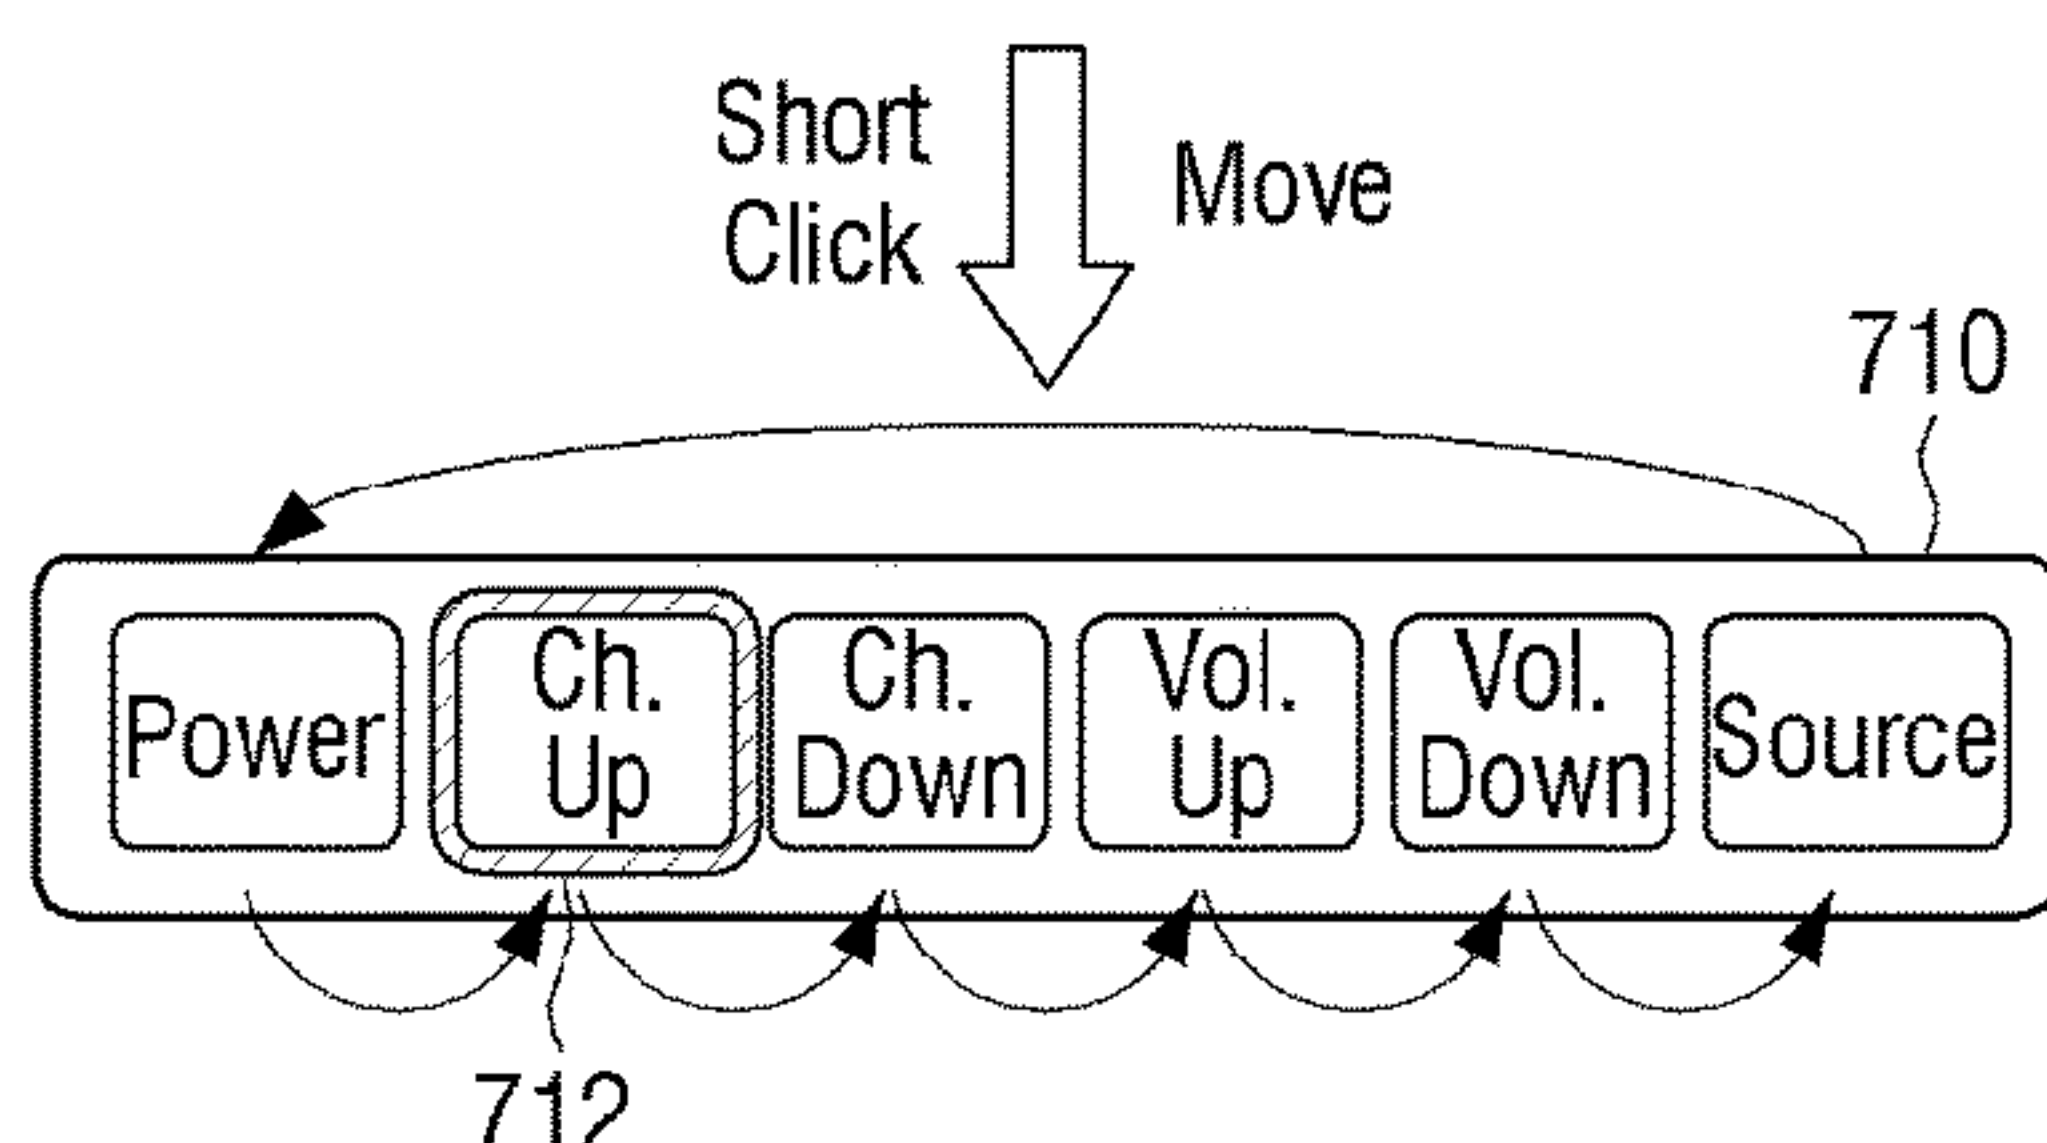 Short
Click
Move
710
Power
Ch.
Up
Ch.
Down
Vol.
Up
Vol.
Down
Source
712